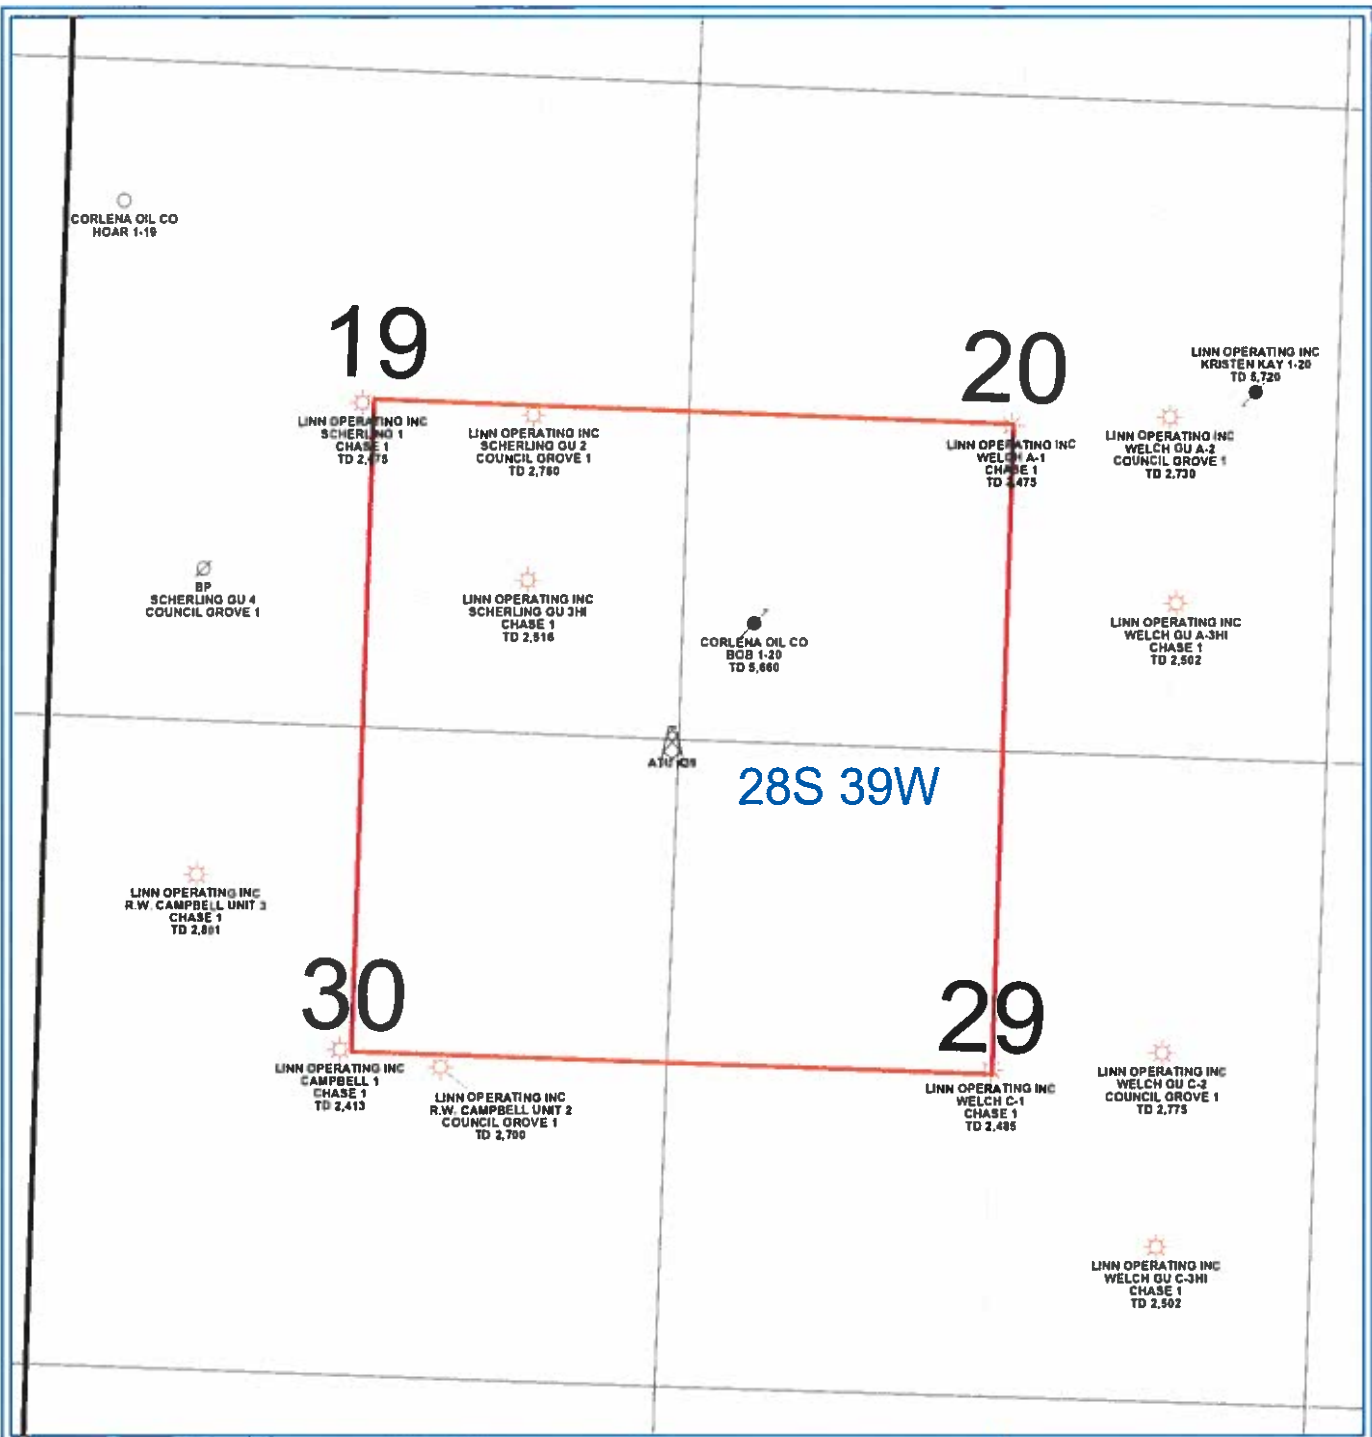 CORLENA OIL CO
HOAR 1-19
19
20
LINN OPERATING INC
KRISTEN KAY 1-20
TD 5,720
LINN OPERATING INC
SCHERLING 1
CHASE 1
TD 2,475
LINN OPERATING INC
SCHERLING GU 2
COUNCIL GROVE 1
TD 2,760
LINN OPERATING INC
WELCH A-1
CHASE 1
TD 2,475
LINN OPERATING INC
WELCH GU A-2
COUNCIL GROVE 1
TD 2,730
BP
SCHERLING GU 4
COUNCIL GROVE 1
LINN OPERATING INC
SCHERLING GU 3HI
CHASE 1
TD 2,516
CORLENA OIL CO
BOB 1-20
TD 5,660
LINN OPERATING INC
WELCH GU A-3HI
CHASE 1
TD 2,502
28S 39W
LINN OPERATING INC
R.W. CAMPBELL UNIT 3
CHASE 1
TD
30
29
LINN OPERATING INC
CAMPBELL 1
CHASE 1
TD 2,413
LINN OPERATING INC
R.W. CAMPBELL UNIT 2
COUNCIL GROVE 1
TD 2,700
LINN OPERATING INC
WELCH C-1
CHASE 1
TD 2,485
LINN OPERATING INC
WELCH GU C-2
COUNCIL GROVE 1
TD 2,775
LINN OPERATING INC
WELCH GU C-3HI
CHASE 1
TD 2,502